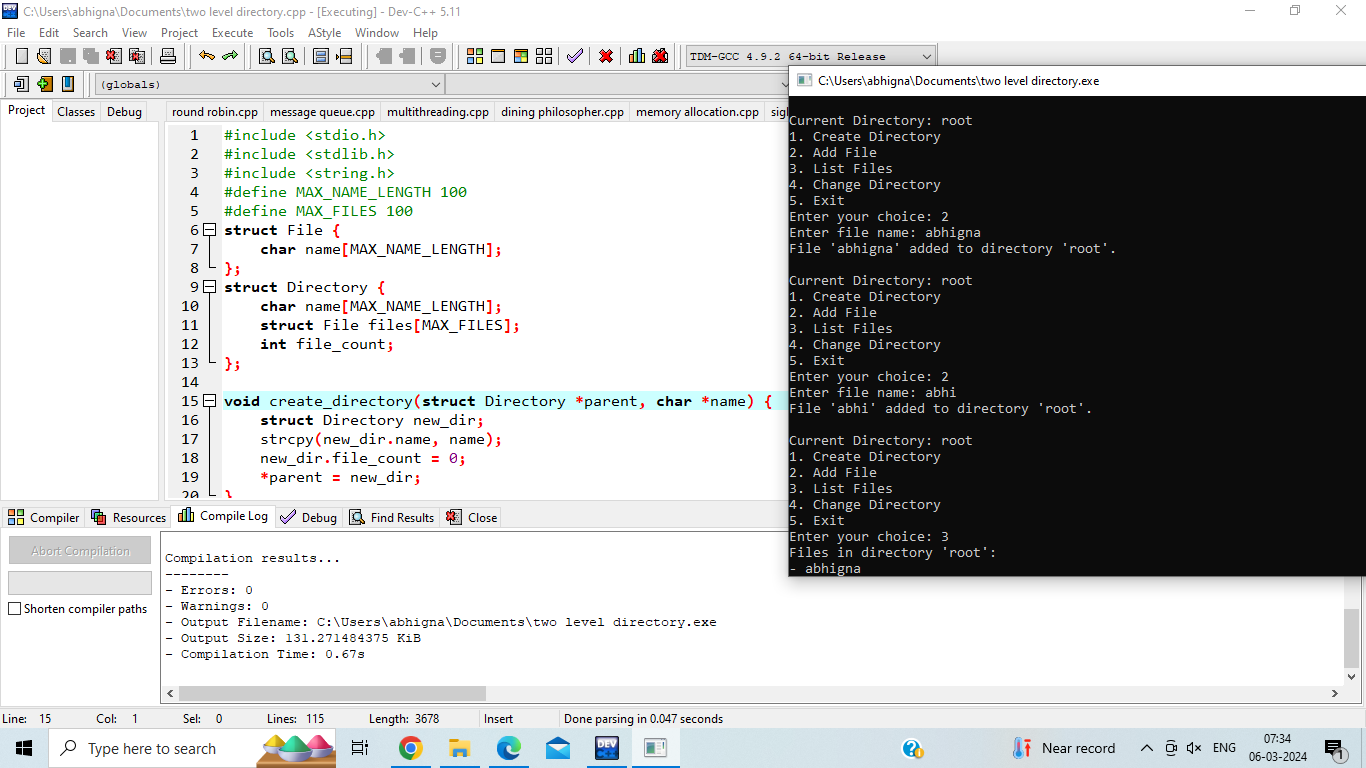 C:\Users\abhigna\Documents\two level directory.cpp - [Executing] - Dev-C++ 5.11
File Edit Search View Project Execute Tools AStyle Window Help
TDM-GCC 4.9.2 64-bit Release
(globals)
Project Classes Debug
round robin.cpp message queue.cpp multithreading.cpp dining philosopher.cpp memory allocation.cpp
1 #include <stdio.h>
2 #include <stdlib.h>
3 #include <string.h>
4 #define MAX_NAME_LENGTH 100
5 #define MAX_FILES 100
6 struct File {
7 char name[MAX_NAME_LENGTH];
8 };
9 struct Directory {
10 char name[MAX_NAME_LENGTH];
11 struct File files[MAX_FILES];
12 int file_count;
13 };
14
15 void create_directory(struct Directory *parent, char *name) {
16 struct Directory new_dir;
17 strcpy(new_dir.name, name);
18 new_dir.file_count = 0;
19 *parent = new_dir;
20 }
C:\Users\abhigna\Documents\two level directory.exe
Current Directory: root
1. Create Directory
2. Add File
3. List Files
4. Change Directory
5. Exit
Enter your choice: 2
Enter file name: abhigna
File 'abhigna' added to directory 'root'.
Current Directory: root
1. Create Directory
2. Add File
3. List Files
4. Change Directory
5. Exit
Enter your choice: 2
Enter file name: abhi
File 'abhi' added to directory 'root'.
Current Directory: root
1. Create Directory
2. Add File
3. List Files
4. Change Directory
5. Exit
Enter your choice: 3
Files in directory 'root':
- abhigna
Compiler Resources Compile Log Debug Find Results Close
Abort Compilation
Shorten compiler paths
Compilation results...
--------
- Errors: 0
- Warnings: 0
- Output Filename: C:\Users\abhigna\Documents\two level directory.exe
- Output Size: 131.271484375 KiB
- Compilation Time: 0.67s
Line: 15 Col: 1 Sel: 0 Lines: 115 Length: 3678 Insert Done parsing in 0.047 seconds
Type here to search
DEV
Near record
ENG
07:34
06-03-2024
1